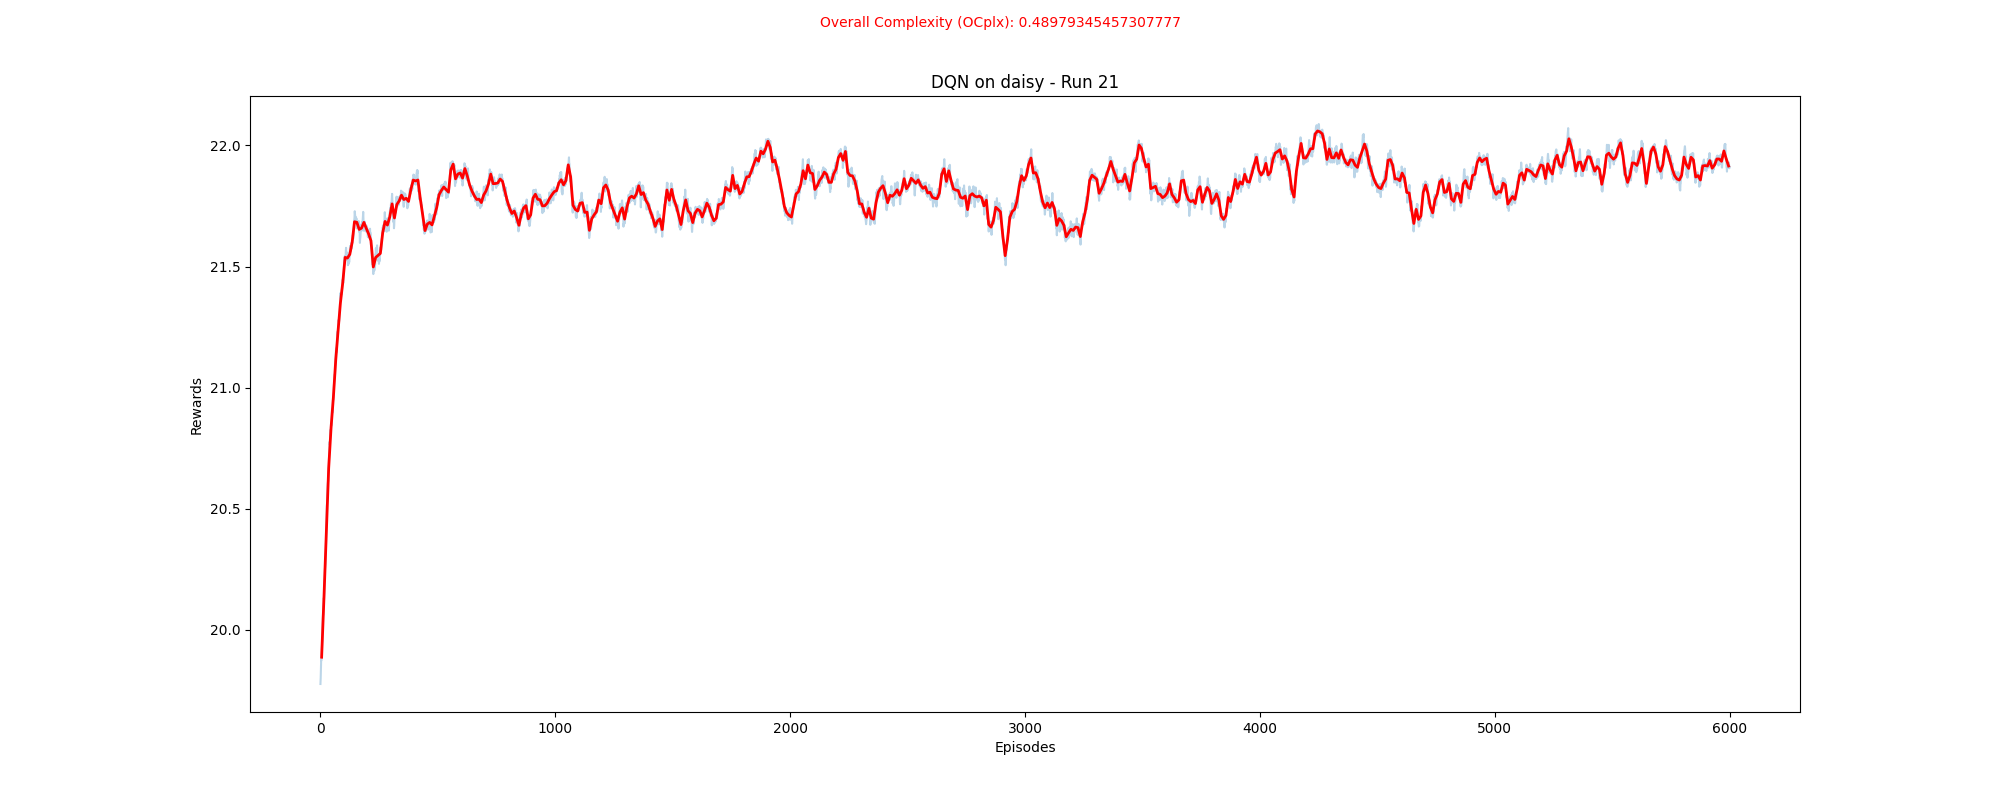 Overall Complexity (OCplx): 0.48979345457307777
DQN on daisy - Run 21
22.0
21.5
21.0
20.5
20.0
Rewards
0 1000 2000 3000 4000 5000 6000
Episodes